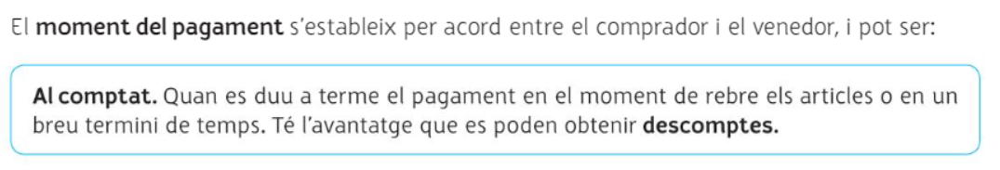 El moment del pagament s’estableix per acord entre el comprador i el venedor, i pot ser:
Al comptat. Quan es duu a terme el pagament en el moment de rebre els articles o en un
breu termini de temps. Té l’avantatge que es poden obtenir descomptes.